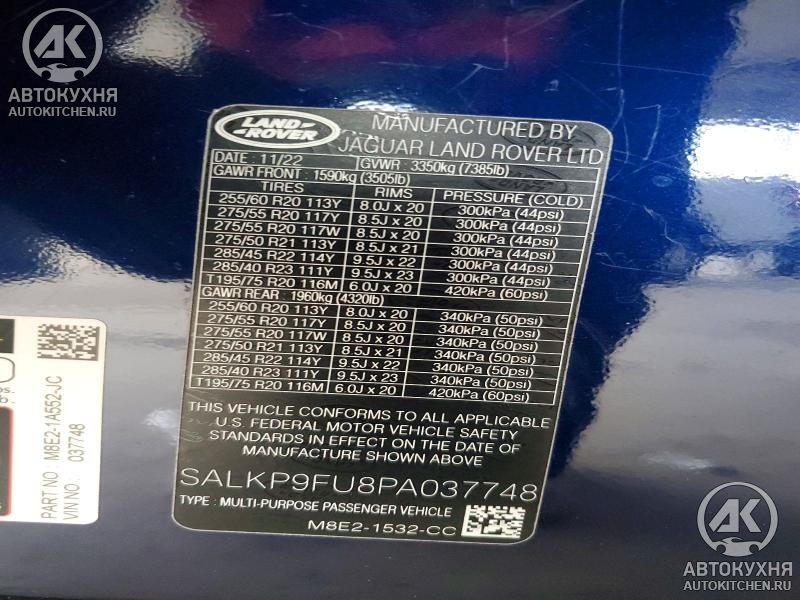 AK
АВТОКУХНЯ
AUTOKITCHEN.RU
LAND
ROVER
MANUFACTURED BY
JAGUAR LAND ROVER LTD
DATE : 11/22 GVWR : 3350kg (7385lb)
GAWR FRONT : 1590kg (3505lb)
TIRES RIMS PRESSURE (COLD)
255/60 R20 113Y 8.0J x 20 300kPa (44psi)
275/55 R20 117Y 8.5J x 20 300kPa (44psi)
275/55 R20 117W 8.5J x 20 300kPa (44psi)
275/50 R21 113Y 8.5J x 21 300kPa (44psi)
285/45 R22 114Y 9.5J x 22 300kPa (44psi)
285/40 R23 111Y 9.5J x 23 300kPa (44psi)
T195/75 R20 116M 6.0J x 20 420kPa (60psi)
GAWR REAR : 1960kg (4320lb)
255/60 R20 113Y 8.0J x 20 340kPa (50psi)
275/55 R20 117Y 8.5J x 20 340kPa (50psi)
275/55 R20 117W 8.5J x 20 340kPa (50psi)
275/50 R21 113Y 8.5J x 21 340kPa (50psi)
285/45 R22 114Y 9.5J x 22 340kPa (50psi)
285/40 R23 111Y 9.5J x 23 340kPa (50psi)
T195/75 R20 116M 6.0J x 20 420kPa (60psi)
THIS VEHICLE CONFORMS TO ALL APPLICABLE
U.S. FEDERAL MOTOR VEHICLE SAFETY
STANDARDS IN EFFECT ON THE DATE OF
MANUFACTURE SHOWN ABOVE
SALKP9FU8PA037748
TYPE : MULTI-PURPOSE PASSENGER VEHICLE
M8E2-1532-CC
PART NO : M8E2-1A552-JC
VIN NO. 037748
AK
АВТОКУХНЯ
AUTOKITCHEN.RU